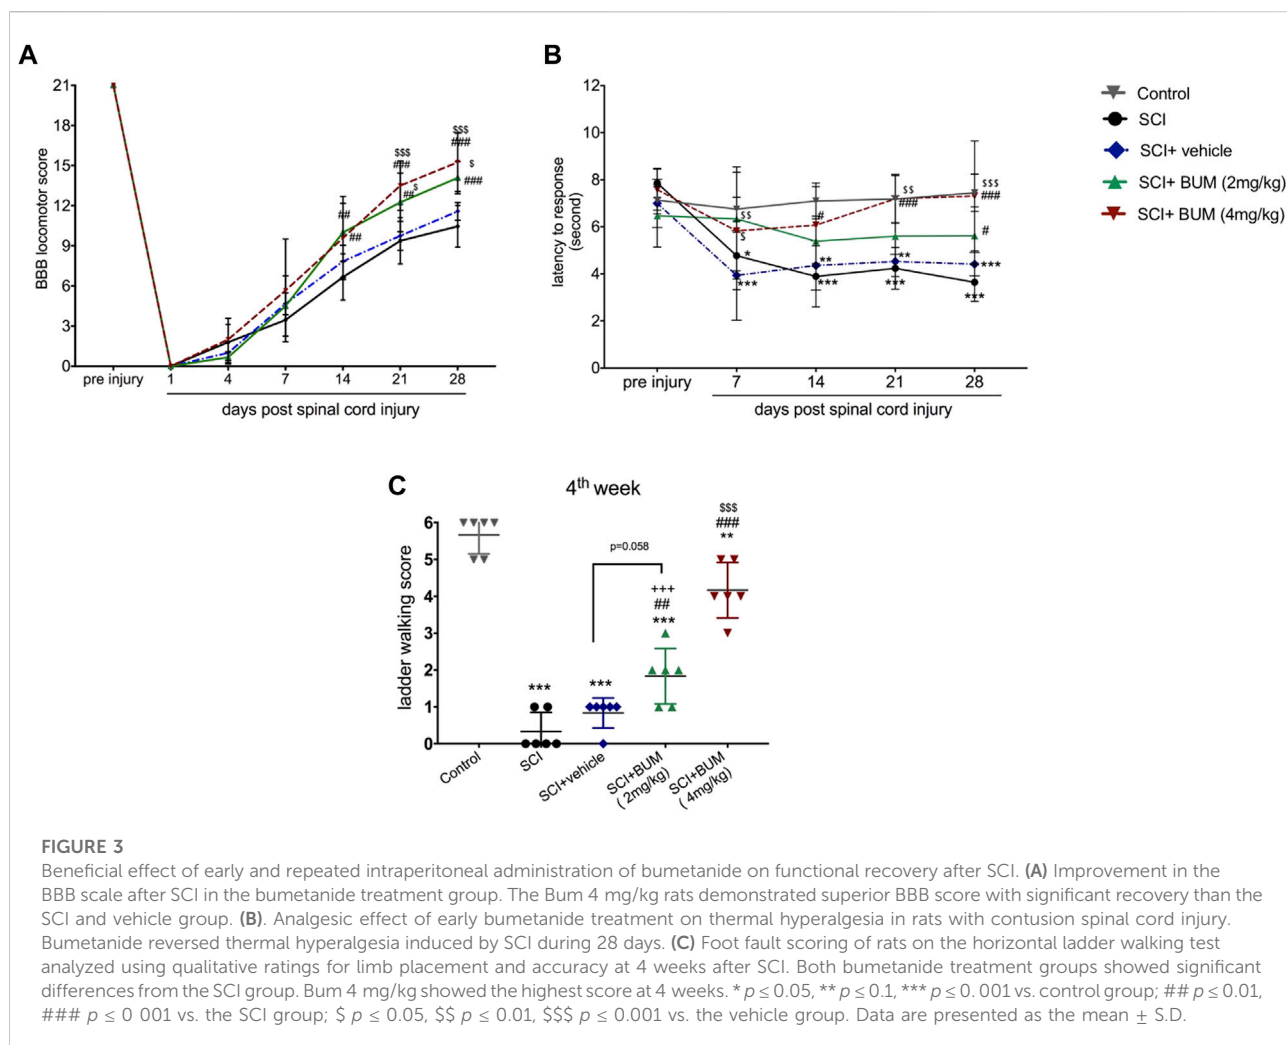 A
21
18
15
12
9
6
3
0
BBB locomotor score
pre injury
1
4
7
14
21
28
days post spinal cord injury
##
##
$$$
###
##
$
$$$
###
$
###
B
12
10
8
6
4
2
0
latency to response
(second)
pre injury
7
14
21
28
days post spinal cord injury
$$
$
*
***
#
**
***
$$
###
**
***
$$$
###
#
***
***
Control
SCI
SCI+ vehicle
SCI+ BUM (2mg/kg)
SCI+ BUM (4mg/kg)
C
4th week
6
5
4
3
2
1
0
ladder walking score
***
***
p=0.058
+++
##
***
$$$
###
**
Control
SCI
SCI+vehicle
SCI+BUM
( 2mg/kg)
SCI+BUM
( 4mg/kg)
FIGURE 3
Beneficial effect of early and repeated intraperitoneal administration of bumetanide on functional recovery after SCI. (A) Improvement in the
BBB scale after SCI in the bumetanide treatment group. The Bum 4 mg/kg rats demonstrated superior BBB score with significant recovery than the
SCI and vehicle group. (B). Analgesic effect of early bumetanide treatment on thermal hyperalgesia in rats with contusion spinal cord injury.
Bumetanide reversed thermal hyperalgesia induced by SCI during 28 days. (C) Foot fault scoring of rats on the horizontal ladder walking test
analyzed using qualitative ratings for limb placement and accuracy at 4 weeks after SCI. Both bumetanide treatment groups showed significant
differences from the SCI group. Bum 4 mg/kg showed the highest score at 4 weeks. * p ≤ 0.05, ** p ≤ 0.1, *** p ≤ 0. 001 vs. control group; ## p ≤ 0.01,
### p ≤ 0 001 vs. the SCI group; $ p ≤ 0.05, $$ p ≤ 0.01, $$$ p ≤ 0.001 vs. the vehicle group. Data are presented as the mean ± S.D.